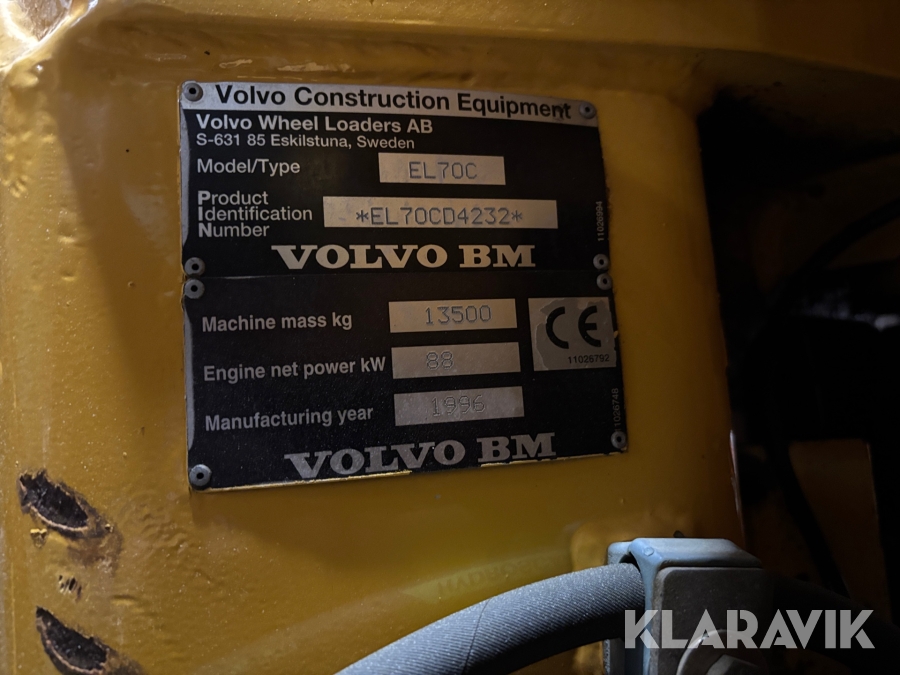 Volvo Construction Equipment
Volvo Wheel Loaders AB
S-631 85 Eskilstuna, Sweden
Model/Type EL70C
Product
Identification *EL70CD4232*
Number
11026994
VOLVO BM
Machine mass kg 13500
CE
11026792
Engine net power kW 88
Manufacturing year 1996
11026748
VOLVO BM
KLARAVIK